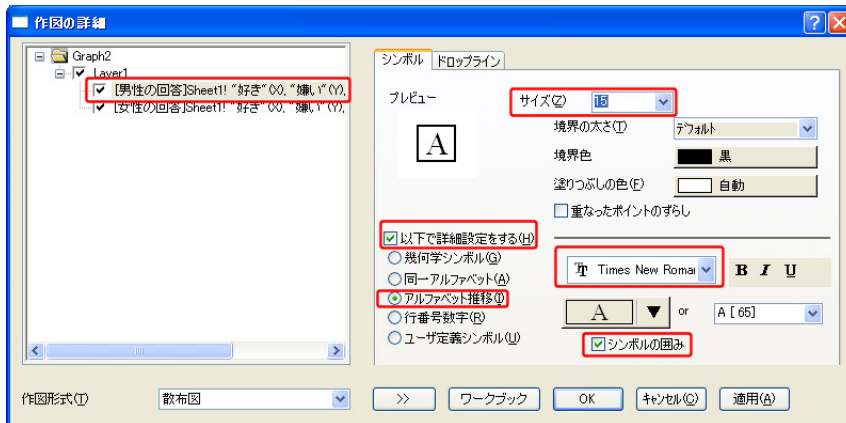 作図の詳細
Graph2
Layer1
[男性の回答]Sheet1! "好き" (X), "嫌い" (Y),
[女性の回答]Sheet1! "好き" (X), "嫌い" (Y),
シンボル ドロップライン
プレビュー
A
サイズ(Z) 15
境界の太さ(T) デフォルト
境界色 黒
塗りつぶしの色(F) 自動
重なったポイントのずらし
以下で詳細設定をする(H)
幾何学シンボル(G)
同一アルファベット(A)
アルファベット推移(I)
行番号数字(R)
ユーザ定義シンボル(U)
Times New Roma B I U
A or A [ 65]
シンボルの囲み
作図形式(T) 散布図 >> ワークブック OK キャンセル(C) 適用(A)